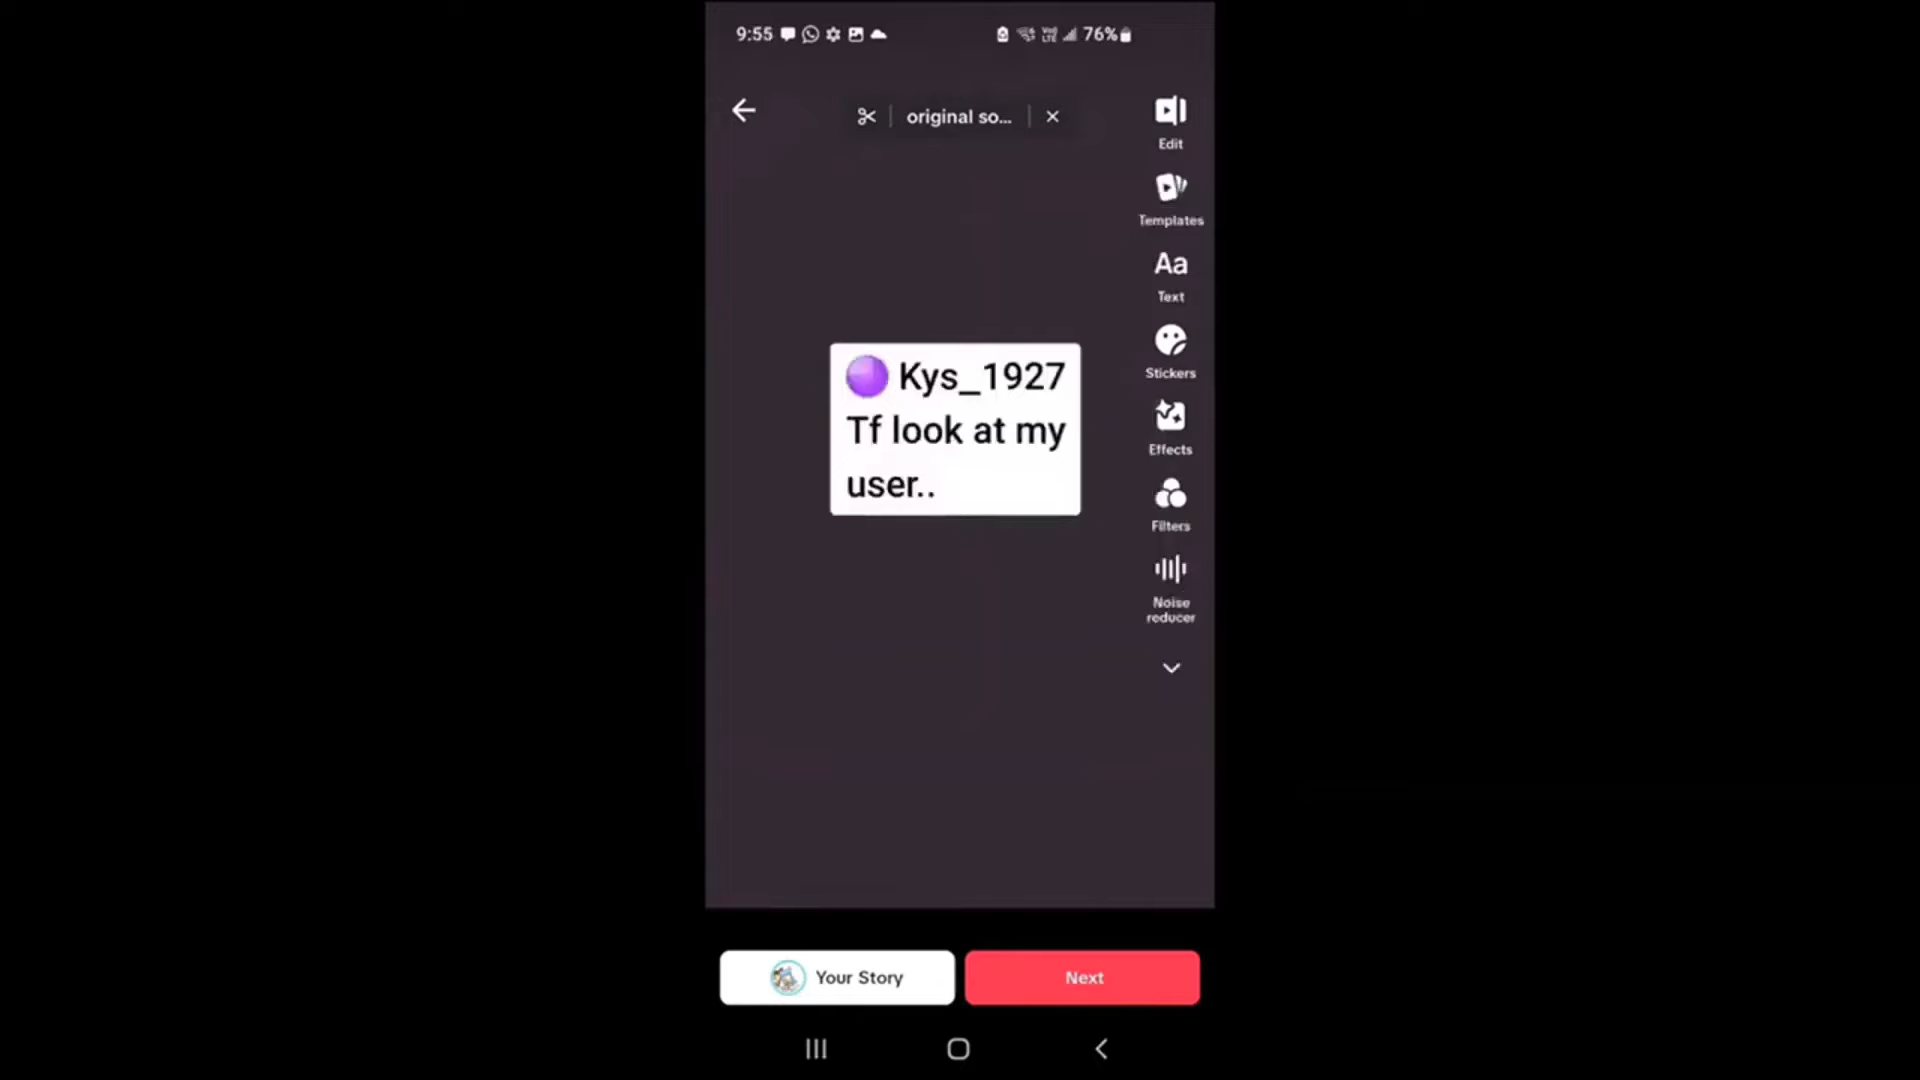 9:55 76%
original so...
Edit
Templates
Aa
Text
🟣 Kys_1927
Tf look at my
user..
Stickers
Effects
Filters
Noise
reducer
Your Story
Next